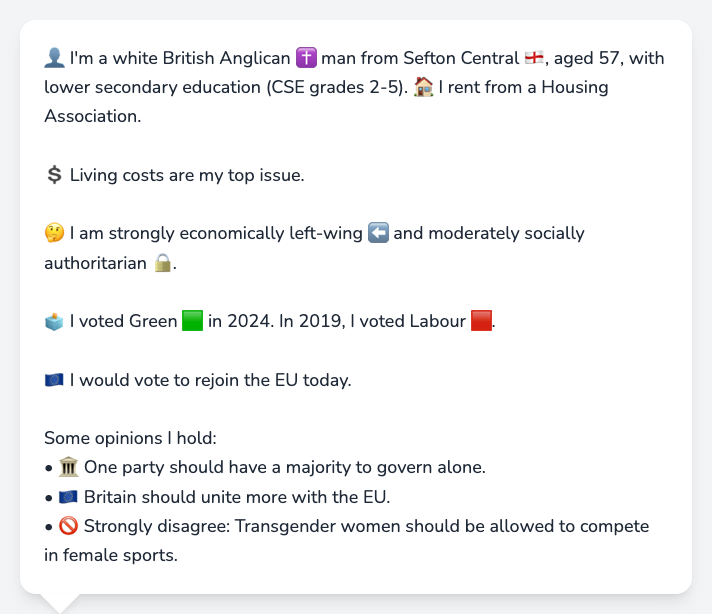 👤 I'm a white British Anglican ✝️ man from Sefton Central 🏴󠁧󠁢󠁥󠁮󠁧󠁿, aged 57, with
lower secondary education (CSE grades 2-5). 🏠 I rent from a Housing
Association.
💲 Living costs are my top issue.
🤔 I am strongly economically left-wing ⬅️ and moderately socially
authoritarian 🔒.
🗳️ I voted Green 🟩 in 2024. In 2019, I voted Labour 🟥.
🇪🇺 I would vote to rejoin the EU today.
Some opinions I hold:
• 🏛️ One party should have a majority to govern alone.
• 🇪🇺 Britain should unite more with the EU.
• 🚫 Strongly disagree: Transgender women should be allowed to compete
in female sports.